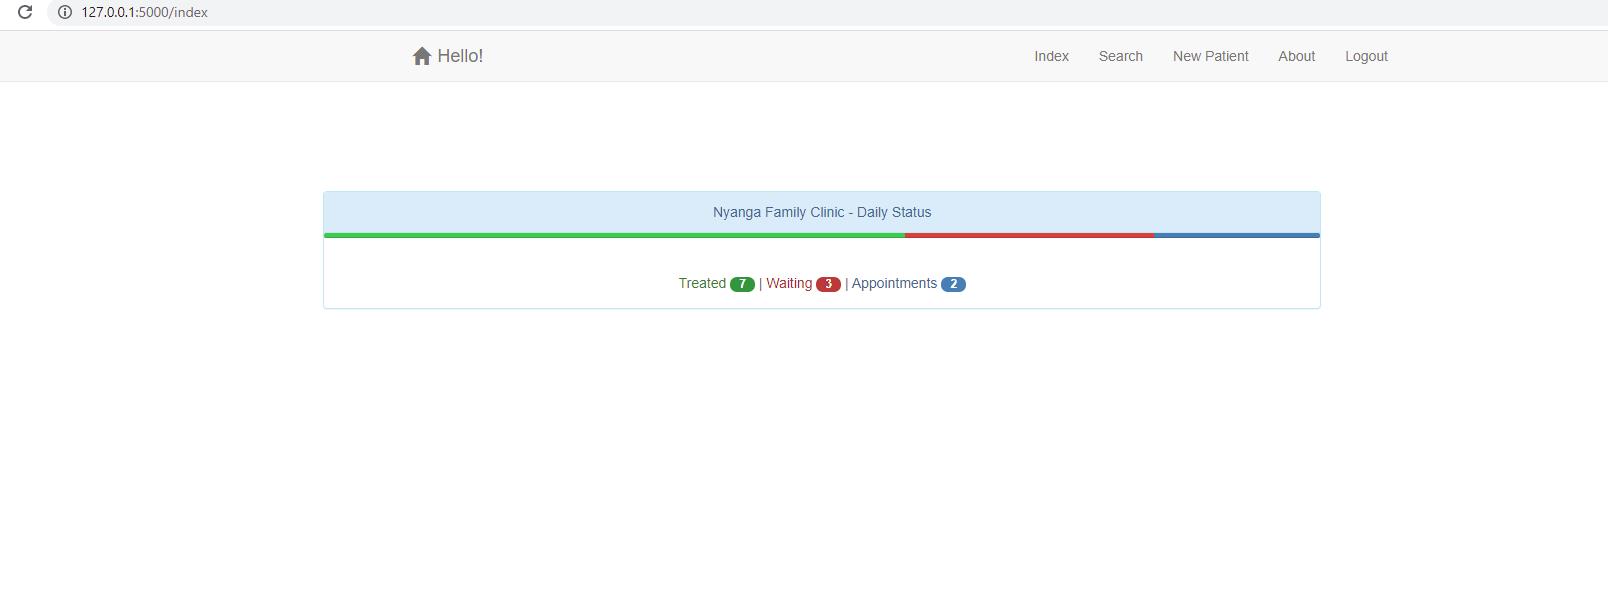 127.0.0.1:5000/index
Hello! Index Search New Patient About Logout
Nyanga Family Clinic - Daily Status
Treated 7 | Waiting 3 | Appointments 2